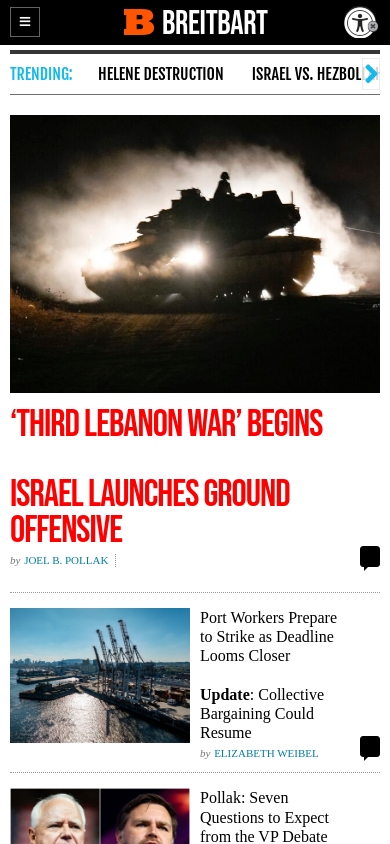 BREITBART
TRENDING: HELENE DESTRUCTION ISRAEL VS.
‘THIRD LEBANON WAR’ BEGINS
ISRAEL LAUNCHES GROUND
OFFENSIVE
by JOEL B. POLLAK
Port Workers Prepare
to Strike as Deadline
Looms Closer
Update: Collective
Bargaining Could
Resume
by ELIZABETH WEIBEL
Pollak: Seven
Questions to Expect
from the VP Debate